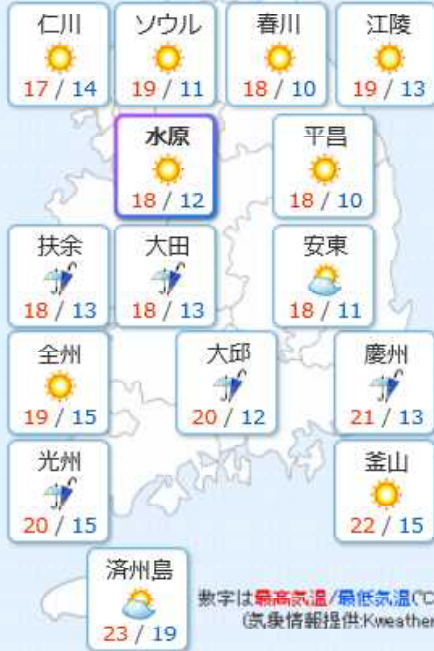 仁川 ソウル 春川 江陵
17 / 14 19 / 11 18 / 10 19 / 13
水原 平昌
18 / 12 18 / 10
扶余 大田 安東
18 / 13 18 / 13 18 / 11
全州 大邱 慶州
19 / 15 20 / 12 21 / 13
光州 釜山
20 / 15 22 / 15
済州島
23 / 19
数字は最高気温/最低気温(℃
(気象情報提供:Kweather